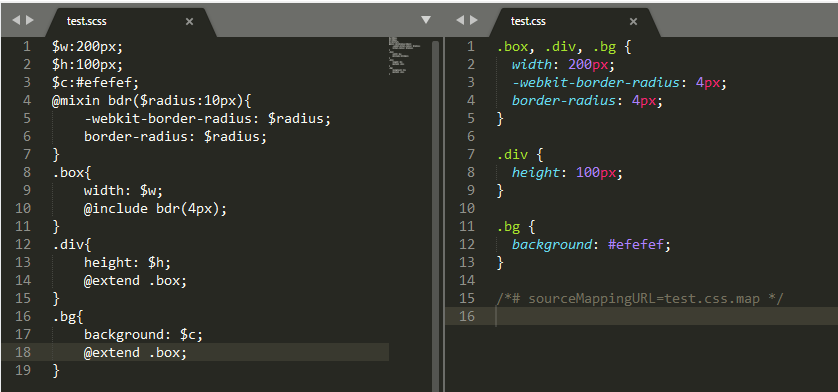 test.scss
1 $w:200px;
2 $h:100px;
3 $c:#efefef;
4 @mixin bdr($radius:10px){
5     -webkit-border-radius: $radius;
6     border-radius: $radius;
7 }
8 .box{
9     width: $w;
10     @include bdr(4px);
11 }
12 .div{
13     height: $h;
14     @extend .box;
15 }
16 .bg{
17     background: $c;
18     @extend .box;
19 }
test.css
1 .box, .div, .bg {
2   width: 200px;
3   -webkit-border-radius: 4px;
4   border-radius: 4px;
5 }
6
7 .div {
8   height: 100px;
9 }
10
11 .bg {
12   background: #efefef;
13 }
14
15 /*# sourceMappingURL=test.css.map */
16